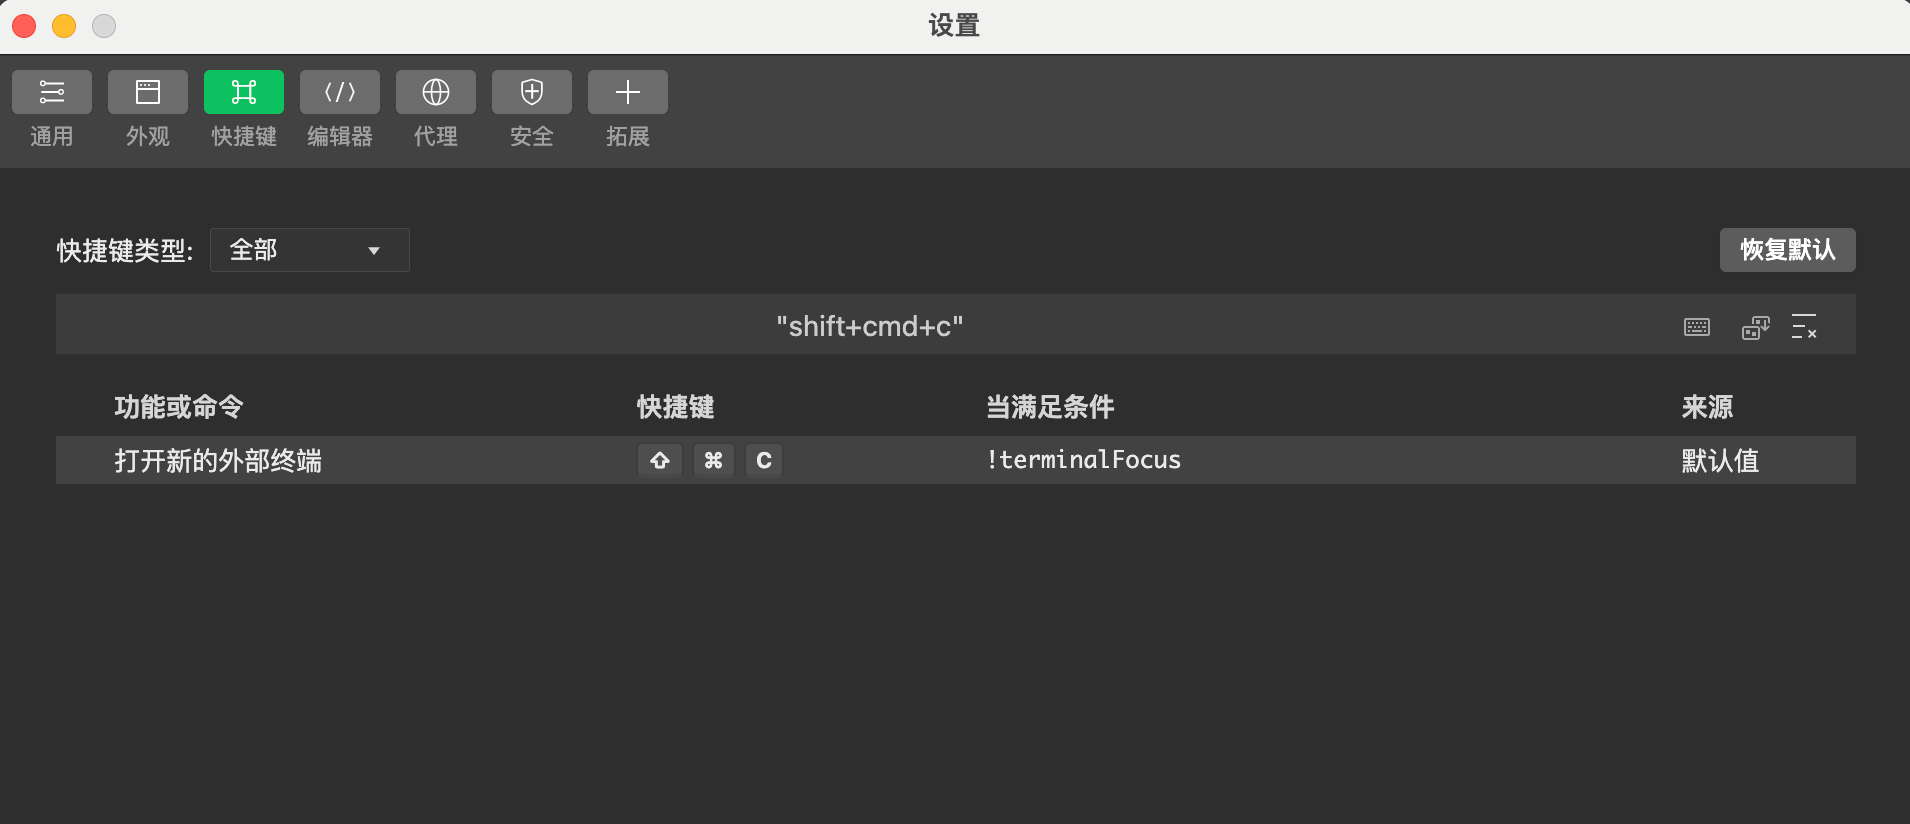 设置
通用 外观 快捷键 编辑器 代理 安全 拓展
快捷键类型: 全部 恢复默认
"shift+cmd+c"
功能或命令 快捷键 当满足条件 来源
打开新的外部终端 ⇧ ⌘ C !terminalFocus 默认值